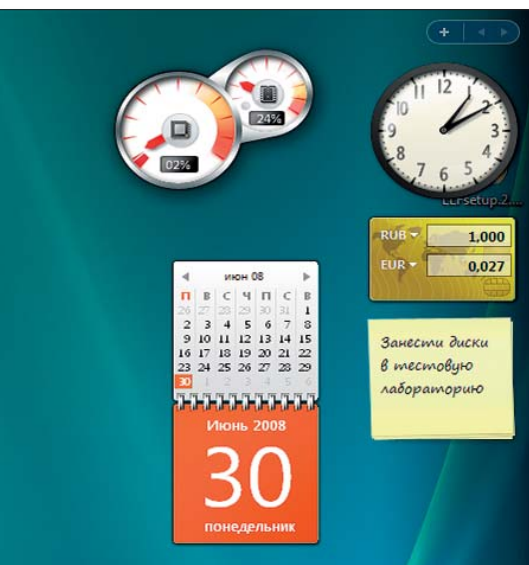 24%
02%
12
1
2
3
4
5
6
7
8
9
10
11
LLFsetup.2....
RUB 1,000
EUR 0,027
июн 08
П В С Ч П С В
26 27 28 29 30 31 1
2 3 4 5 6 7 8
9 10 11 12 13 14 15
16 17 18 19 20 21 22
23 24 25 26 27 28 29
30 1 2 3 4 5 6
Июнь 2008
30
понедельник
Занести диски
в тестовую
лабораторию